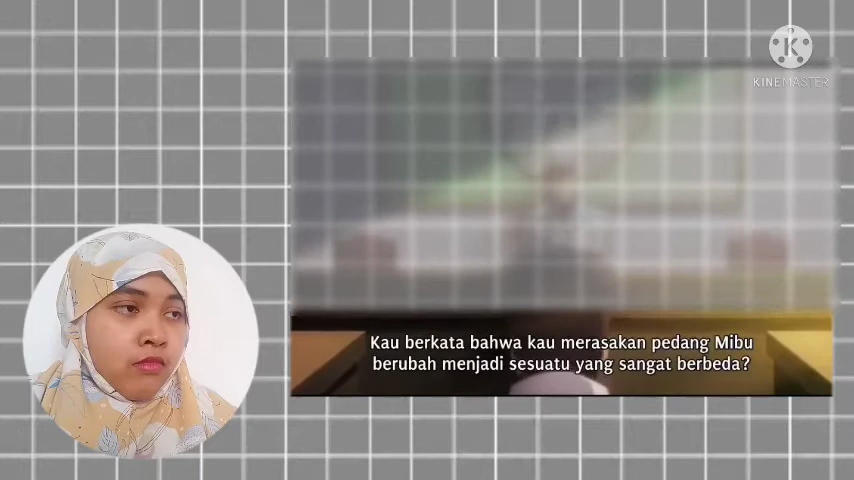 KINEMASTER
Kau berkata bahwa kau merasakan pedang Mibu
berubah menjadi sesuatu yang sangat berbeda?